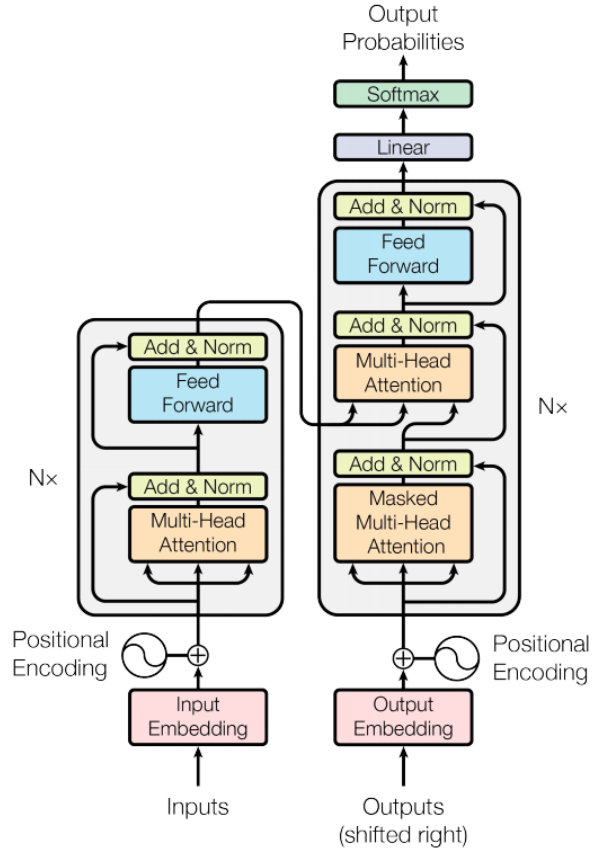 Output
Probabilities
Softmax
Linear
Add & Norm
Feed
Forward
Add & Norm
Multi-Head
Attention
Add & Norm
Masked
Multi-Head
Attention
N×
Add & Norm
Feed
Forward
Add & Norm
Multi-Head
Attention
N×
Positional
Encoding
Positional
Encoding
Input
Embedding
Output
Embedding
Inputs
Outputs
(shifted right)